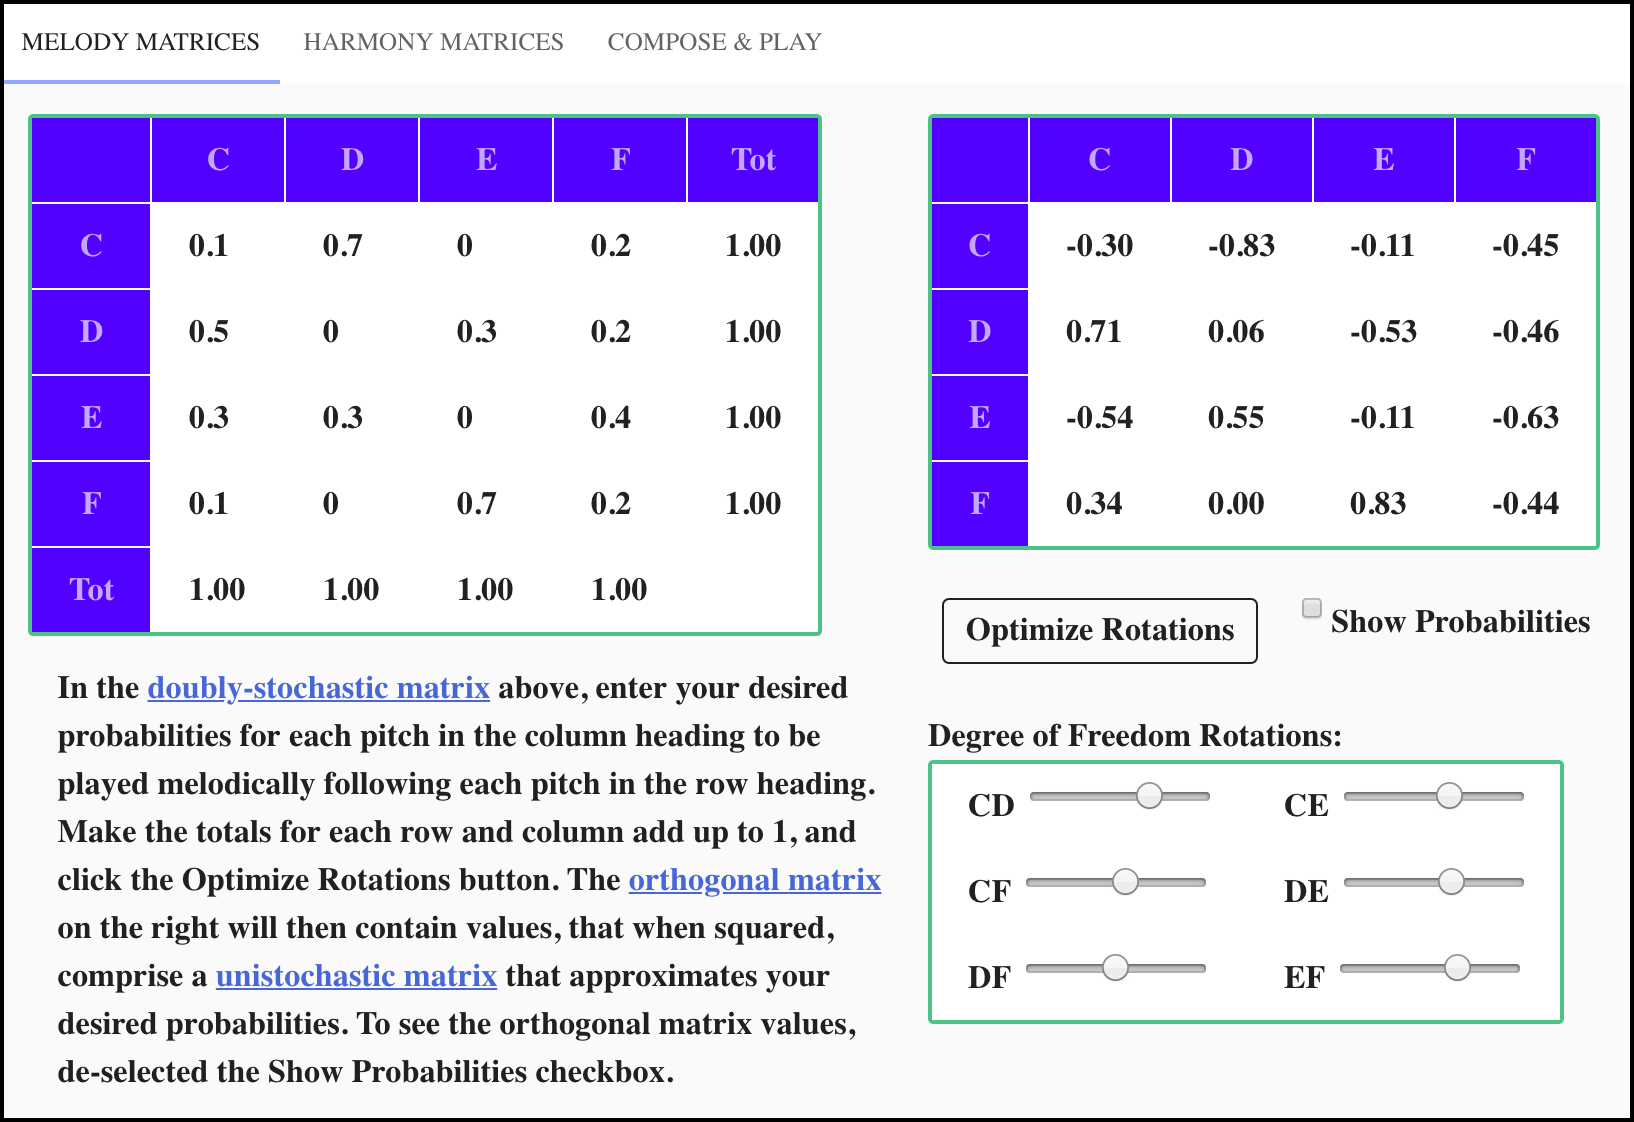 MELODY MATRICES HARMONY MATRICES COMPOSE & PLAY
C D E F Tot
C 0.1 0.7 0 0.2 1.00
D 0.5 0 0.3 0.2 1.00
E 0.3 0.3 0 0.4 1.00
F 0.1 0 0.7 0.2 1.00
Tot 1.00 1.00 1.00 1.00
In the doubly-stochastic matrix above, enter your desired
probabilities for each pitch in the column heading to be
played melodically following each pitch in the row heading.
Make the totals for each row and column add up to 1, and
click the Optimize Rotations button. The orthogonal matrix
on the right will then contain values, that when squared,
comprise a unistochastic matrix that approximates your
desired probabilities. To see the orthogonal matrix values,
de-selected the Show Probabilities checkbox.
C D E F
C -0.30 -0.83 -0.11 -0.45
D 0.71 0.06 -0.53 -0.46
E -0.54 0.55 -0.11 -0.63
F 0.34 0.00 0.83 -0.44
Optimize Rotations Show Probabilities
Degree of Freedom Rotations:
CD CE
CF DE
DF EF